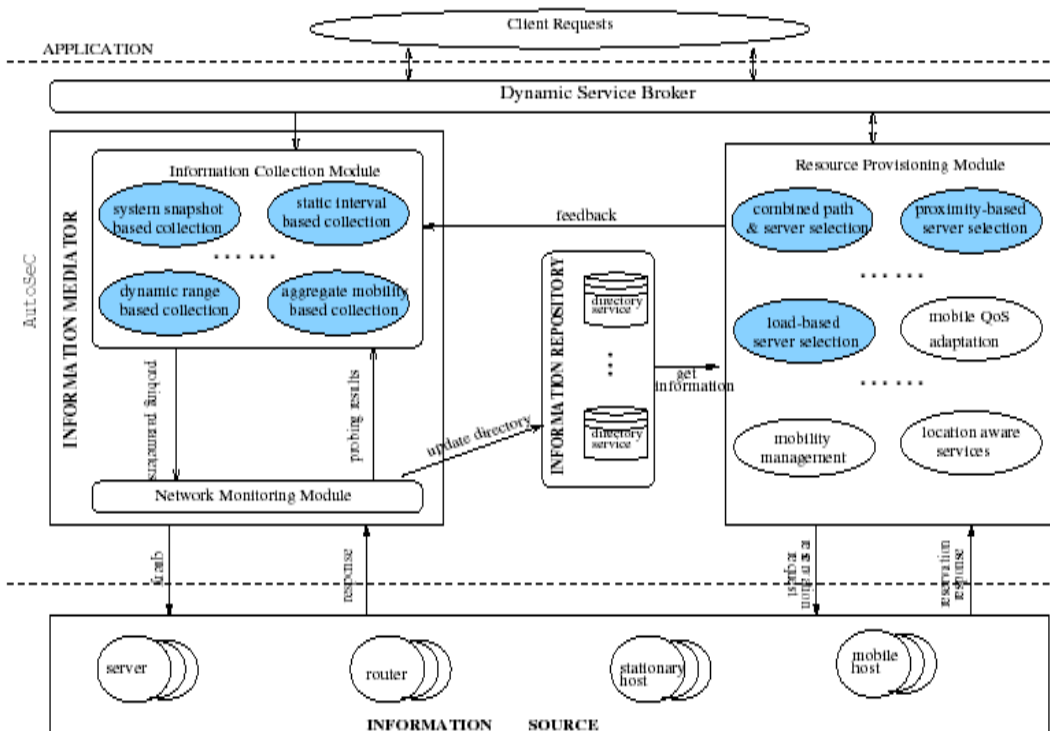 Client Requests
APPLICATION
Dynamic Service Broker
AutoSeC
INFORMATION MEDIATOR
Information Collection Module
system snapshot
based collection
static interval
based collection
dynamic range
based collection
aggregate mobility
based collection
probing parameters
probing results
Network Monitoring Module
feedback
update directory
INFORMATION REPOSITORY
directory
service
directory
service
get
information
Resource Provisioning Module
combined path
& server selection
proximity-based
server selection
load-based
server selection
mobile QoS
adaptation
mobility
management
location aware
services
query
response
reservation
request
reservation
response
server
router
stationary
host
mobile
host
INFORMATION SOURCE